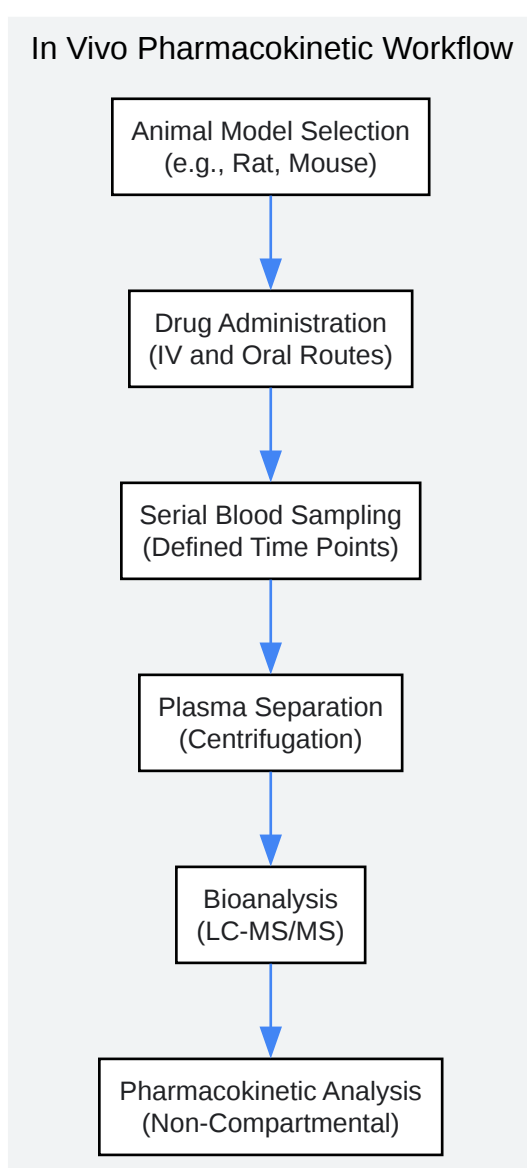 In Vivo Pharmacokinetic Workflow
Animal Model Selection
(e.g., Rat, Mouse)
Drug Administration
(IV and Oral Routes)
Serial Blood Sampling
(Defined Time Points)
Plasma Separation
(Centrifugation)
Bioanalysis
(LC-MS/MS)
Pharmacokinetic Analysis
(Non-Compartmental)